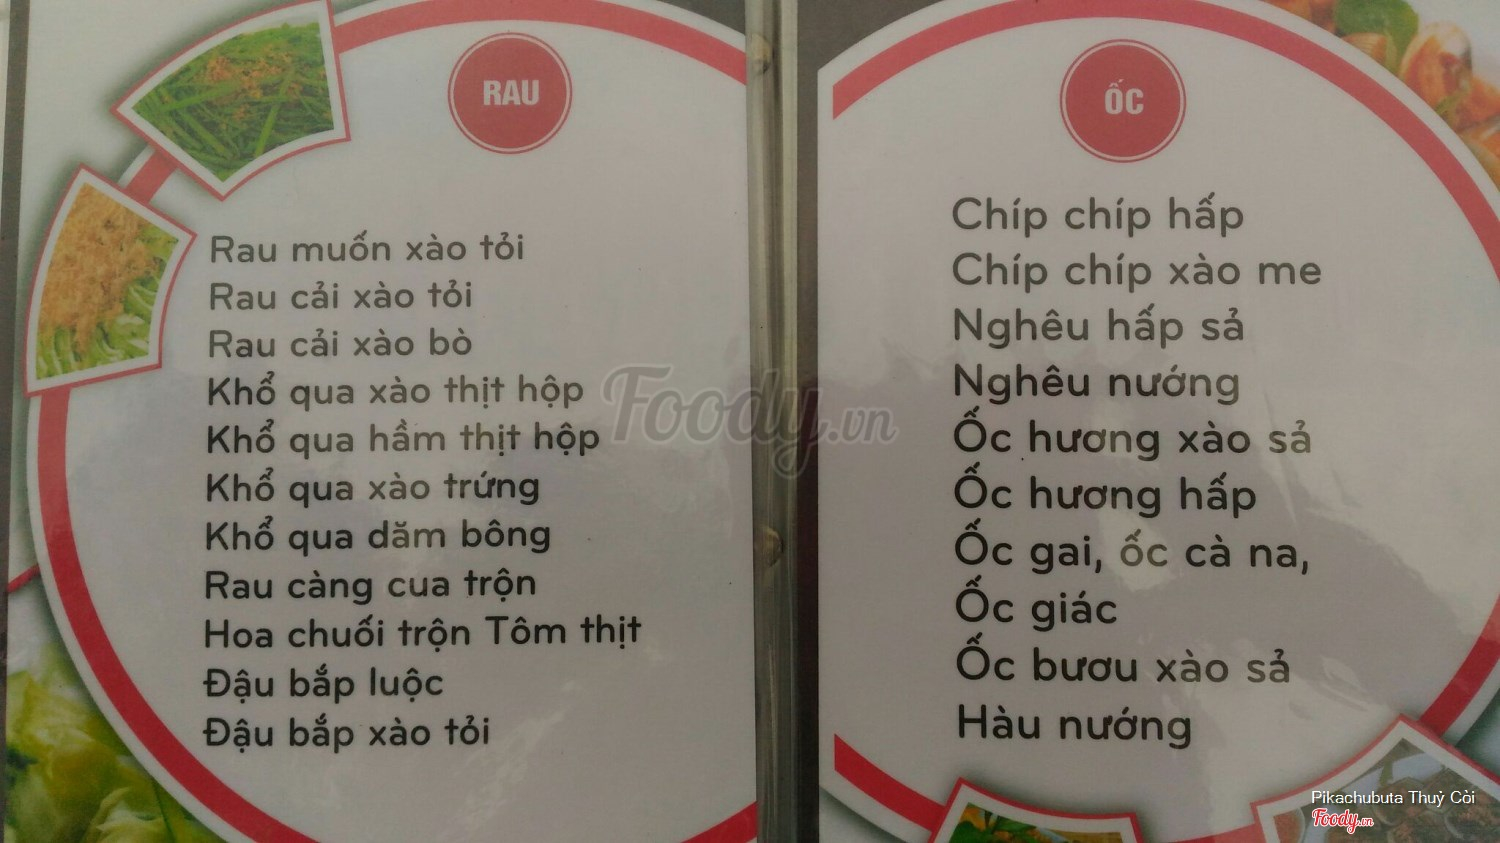 RAU
Rau muốn xào tỏi
Rau cải xào tỏi
Rau cải xào bò
Khổ qua xào thịt hộp
Khổ qua hầm thịt hộp
Khổ qua xào trứng
Khổ qua dăm bông
Rau càng cua trộn
Hoa chuối trộn Tôm thịt
Đậu bắp luộc
Đậu bắp xào tỏi
ỐC
Chíp chíp hấp
Chíp chíp xào me
Nghêu hấp sả
Nghêu nướng
Ốc hương xào sả
Ốc hương hấp
Ốc gai, ốc cà na,
Ốc giác
Ốc bươu xào sả
Hàu nướng
Foody.vn
Pikachubuta Thuỳ Còi
Foody.vn